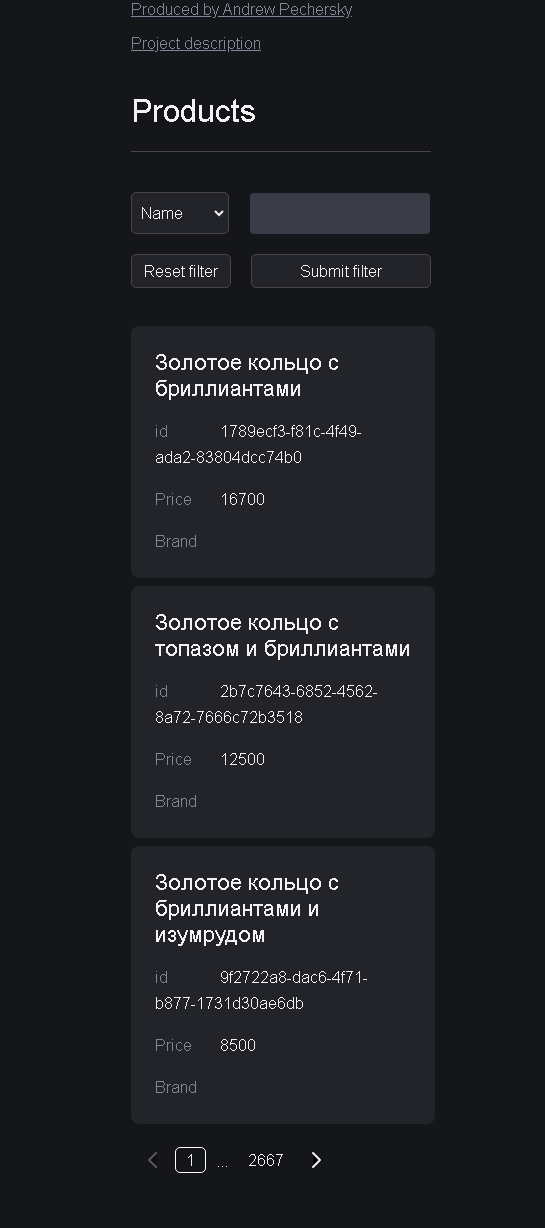 Produced by Andrew Pechersky
Project description
Products
Name
Reset filter
Submit filter
Золотое кольцо с
бриллиантами
id 1789ecf3-f81c-4f49-
ada2-83804dcc74b0
Price 16700
Brand
Золотое кольцо с
топазом и бриллиантами
id 2b7c7643-6852-4562-
8a72-7666c72b3518
Price 12500
Brand
Золотое кольцо с
бриллиантами и
изумрудом
id 9f2722a8-dac6-4f71-
b877-1731d30ae6db
Price 8500
Brand
1 ... 2667